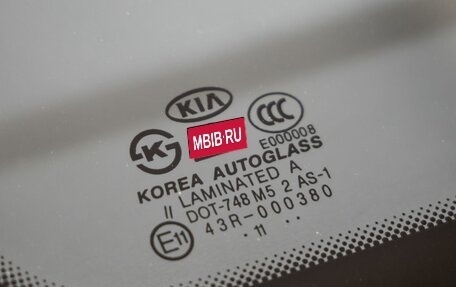 KIA
CCC
K
MBIB.RU
E000008
KOREA AUTOGLASS
II LAMINATED A
DOT-748 M5 2 AS-1
E11 43R-000380
· 11 ··